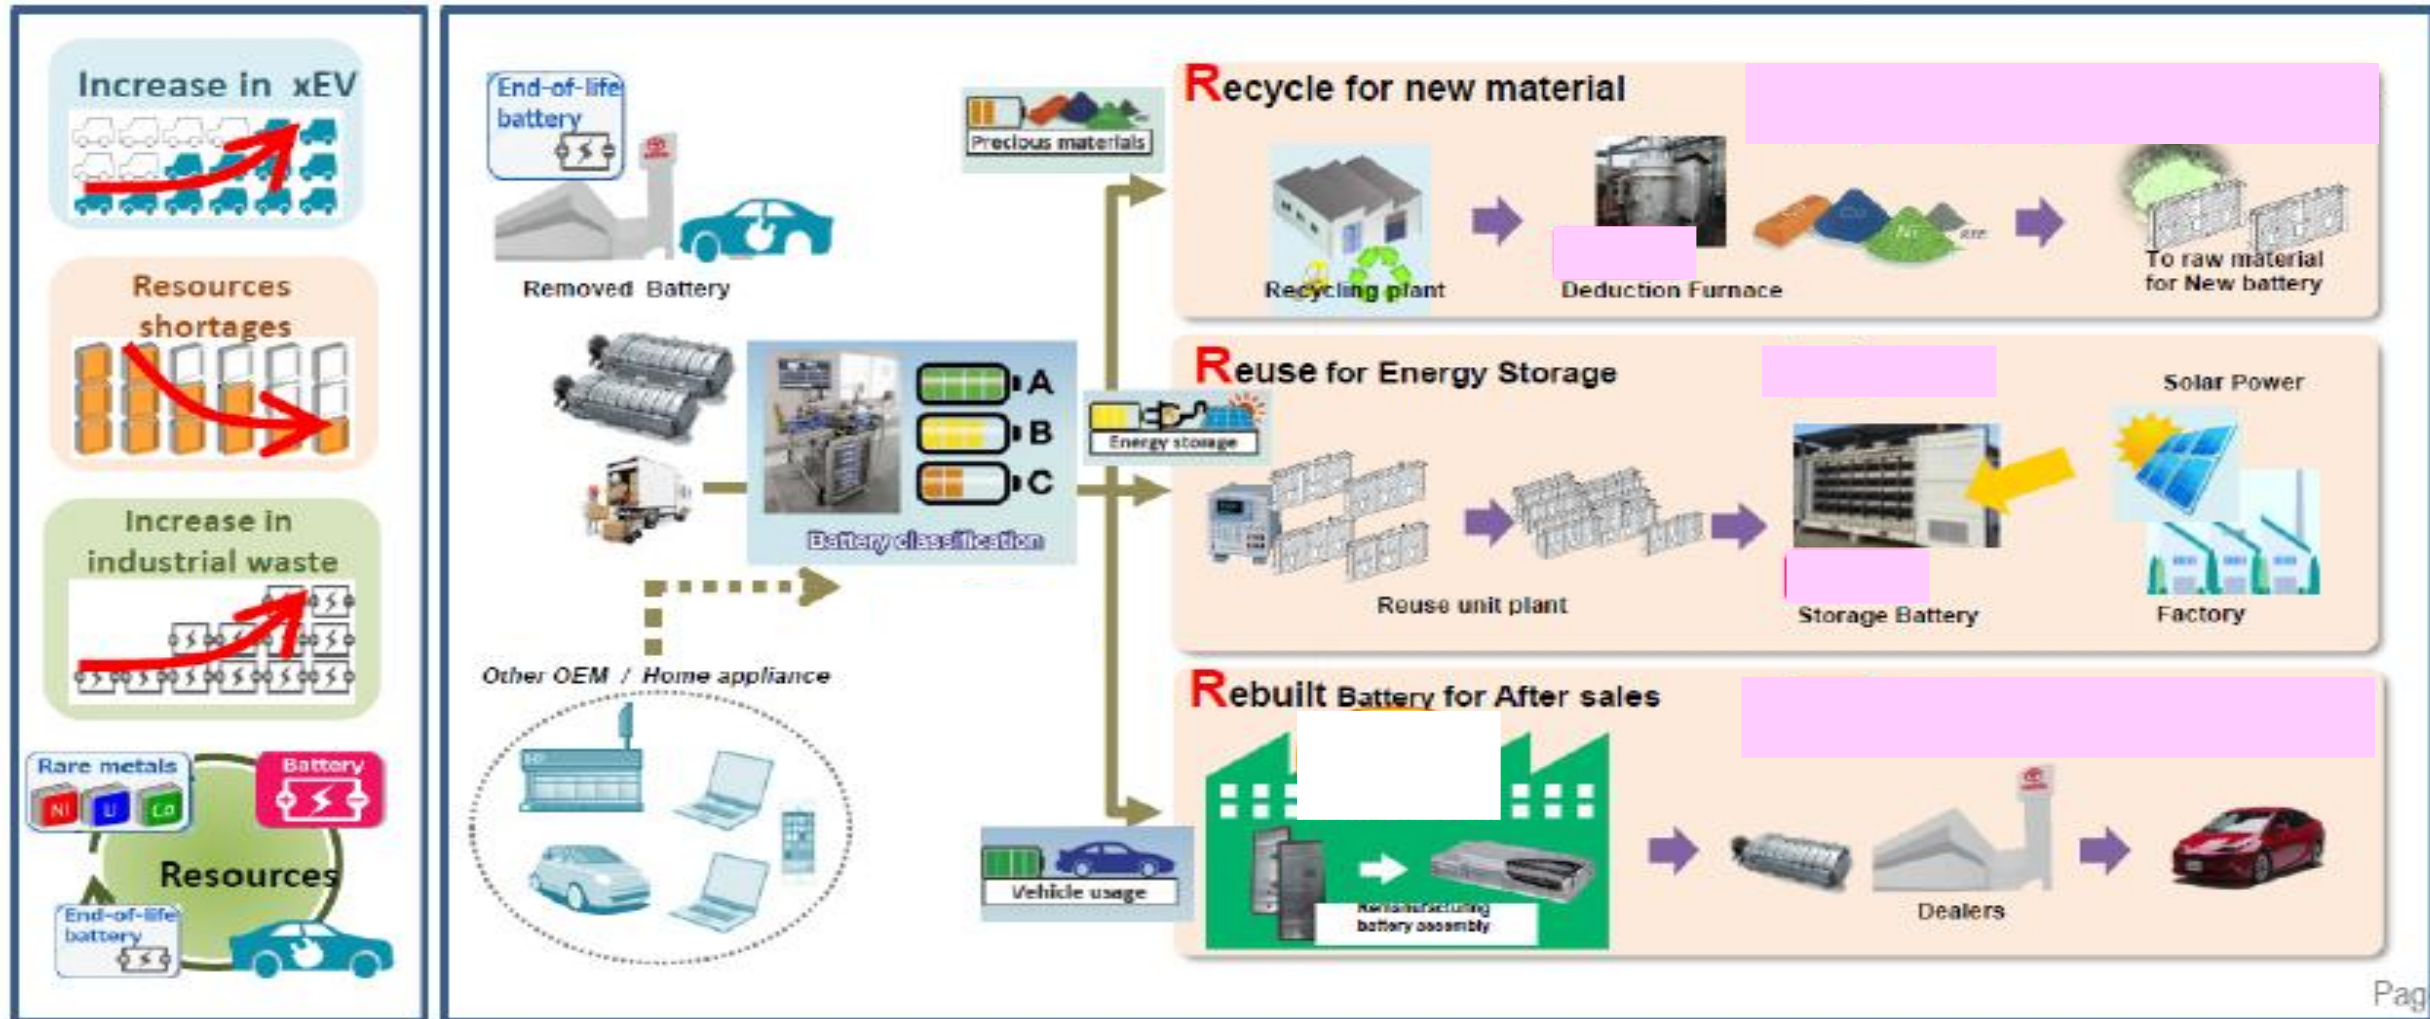 Increase in xEV
Resources
shortages
Increase in
industrial waste
Rare metals
Ni
Li
Co
Battery
Resources
End-of-life
battery
End-of-life
battery
Removed Battery
A
B
C
Battery classification
Other OEM / Home appliance
Precious materials
Energy storage
Vehicle usage
Recycle for new material
Recycling plant
Deduction Furnace
Ni
To raw material
for New battery
Reuse for Energy Storage
Solar Power
Reuse unit plant
Storage Battery
Factory
Rebuilt Battery for After sales
Remanufacturing
battery assembly
Dealers
Pag